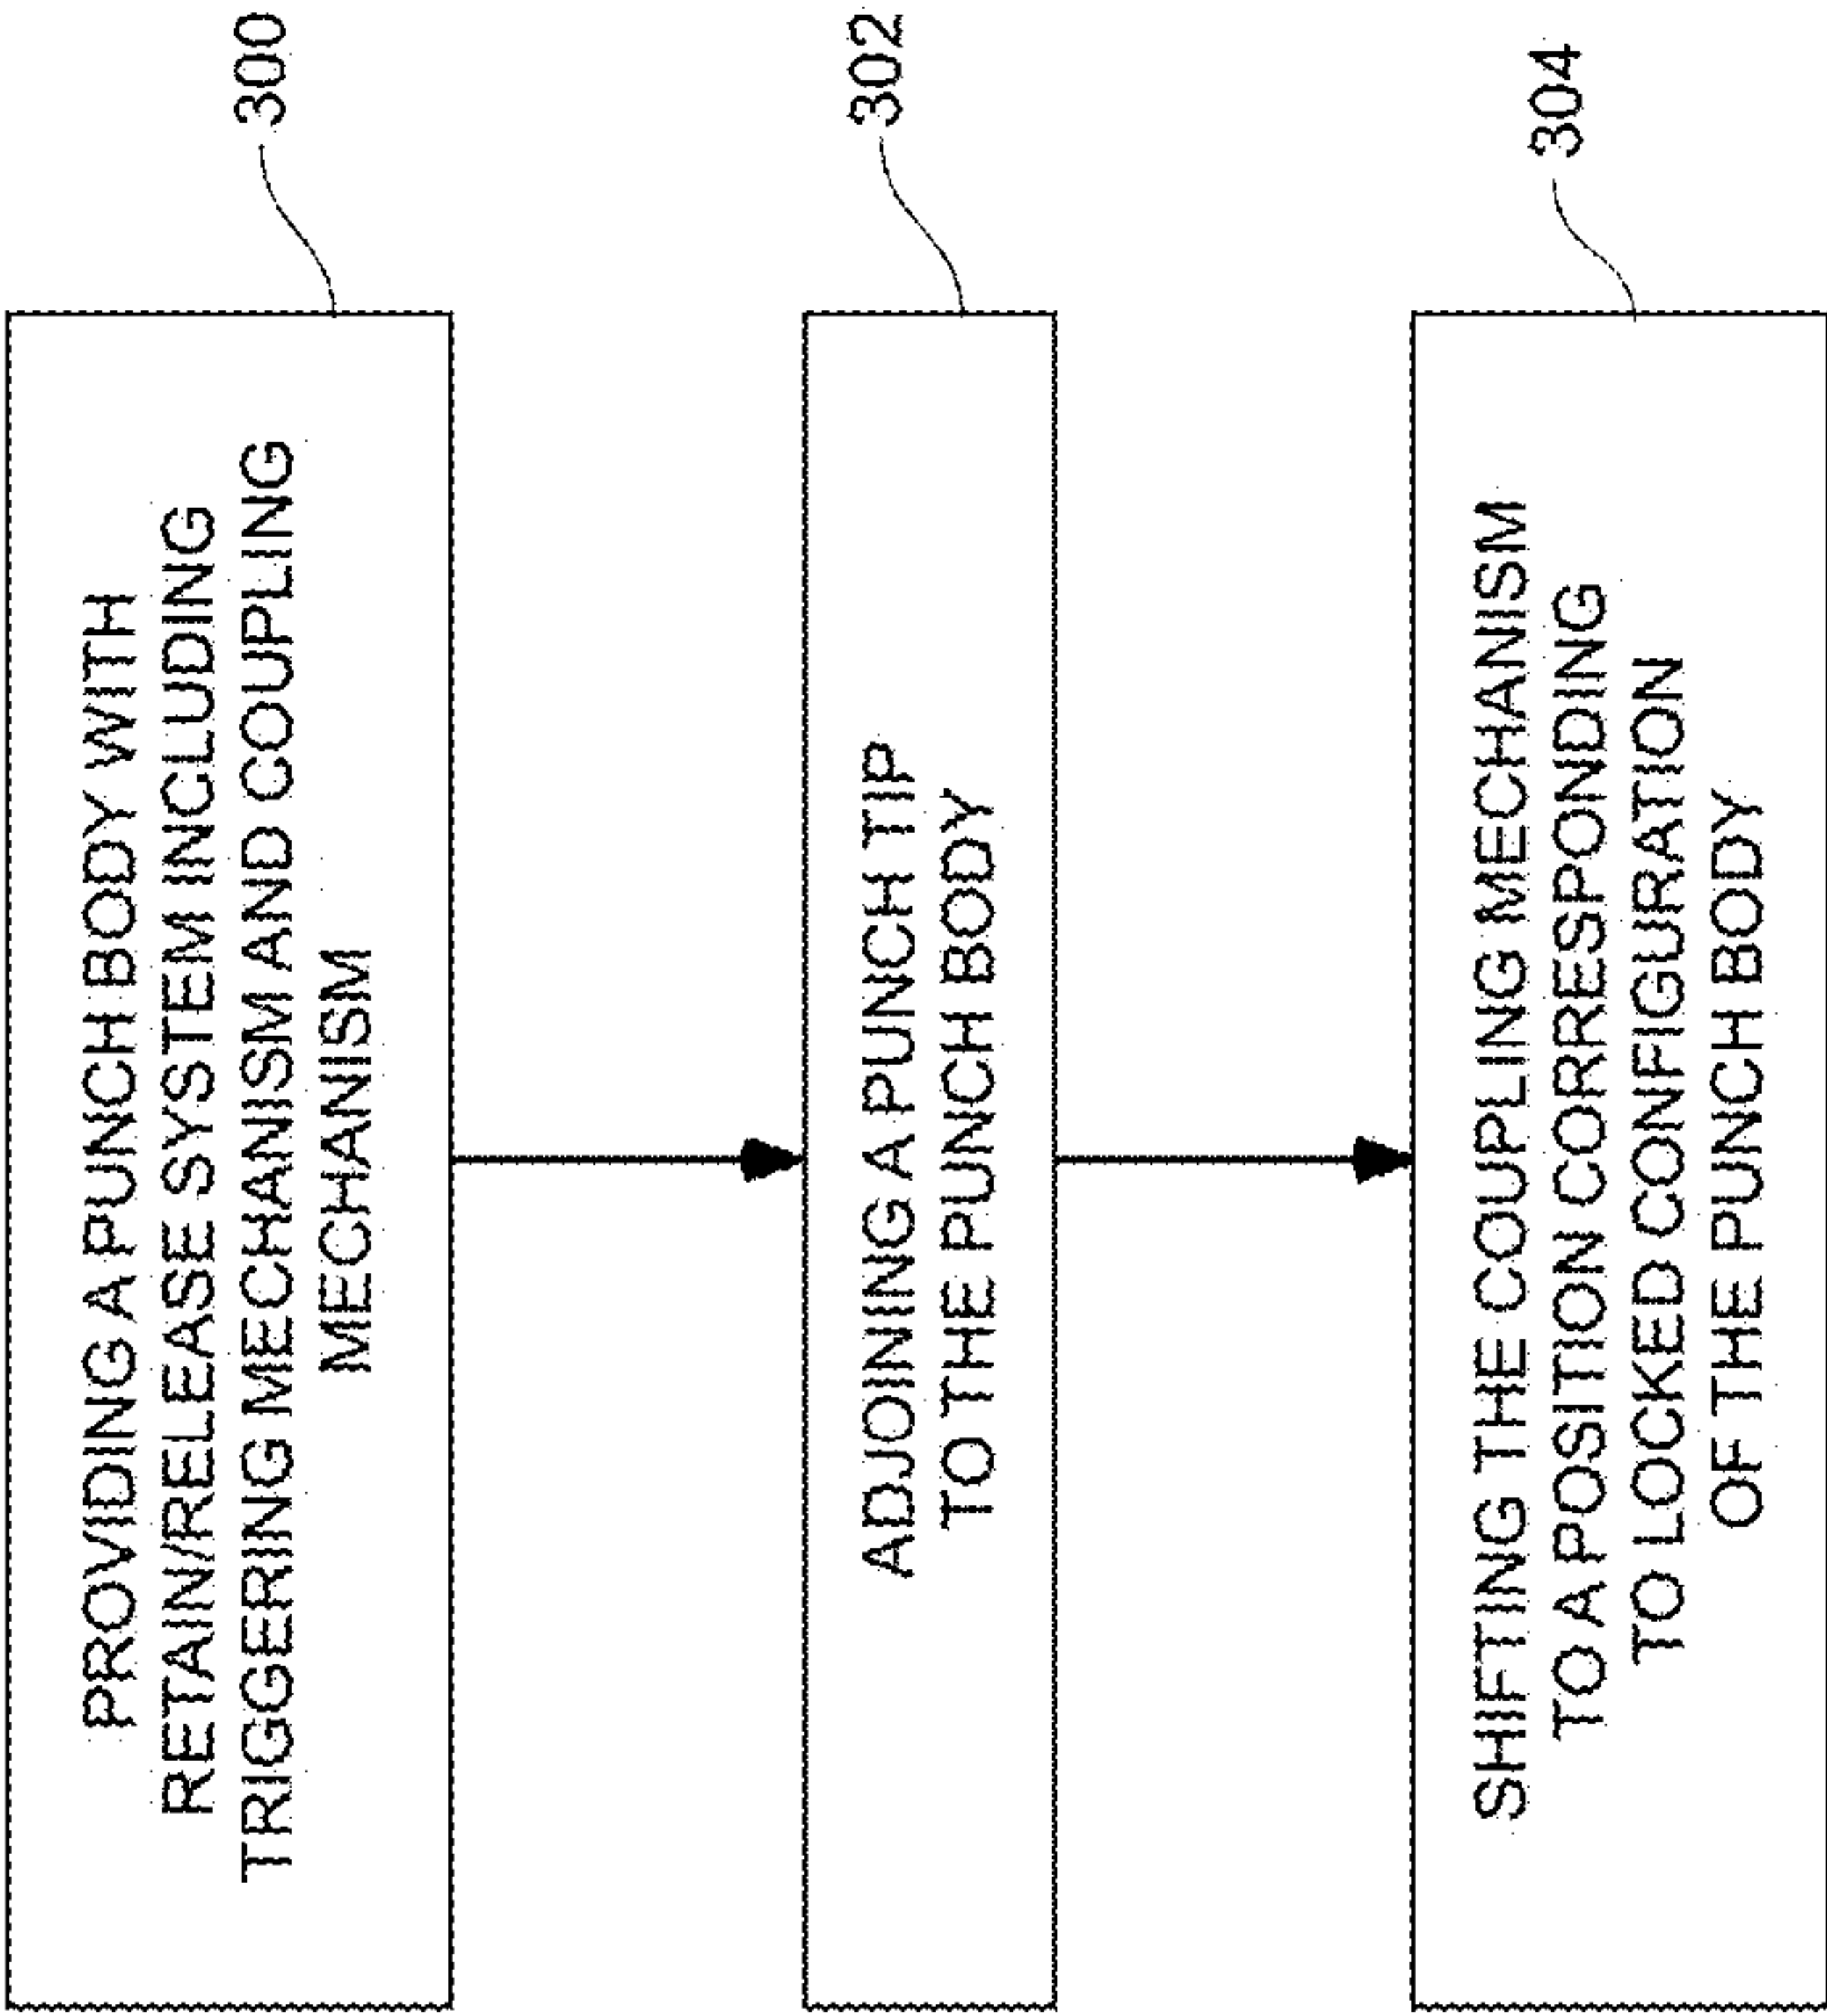 PROVIDING A PUNCH BODY WITH
RETAIN/RELEASE SYSTEM INCLUDING
TRIGGERING MECHANISM AND COUPLING
MECHANISM
300
ADJOINING A PUNCH TIP
TO THE PUNCH BODY
302
SHIFTING THE COUPLING MECHANISM
TO A POSITION CORRESPONDING
TO LOCKED CONFIGURATION
OF THE PUNCH BODY
304